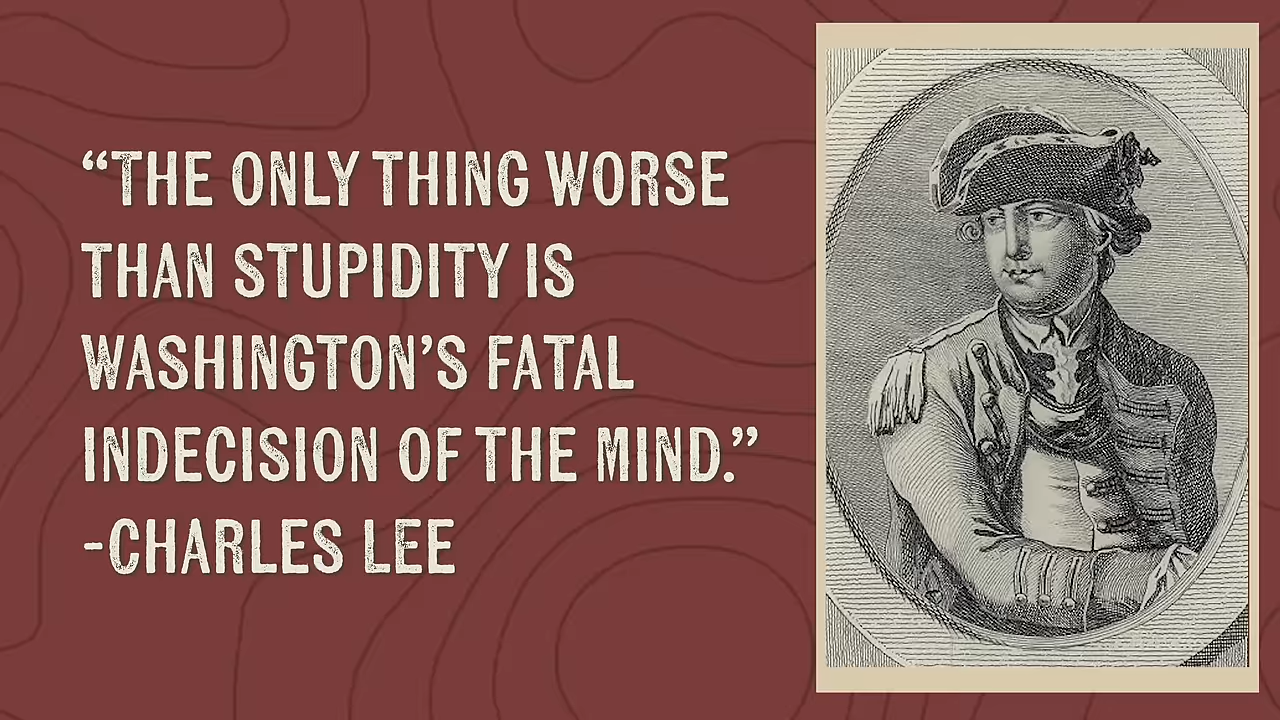 “THE ONLY THING WORSE
THAN STUPIDITY IS
WASHINGTON’S FATAL
INDECISION OF THE MIND.”
-CHARLES LEE